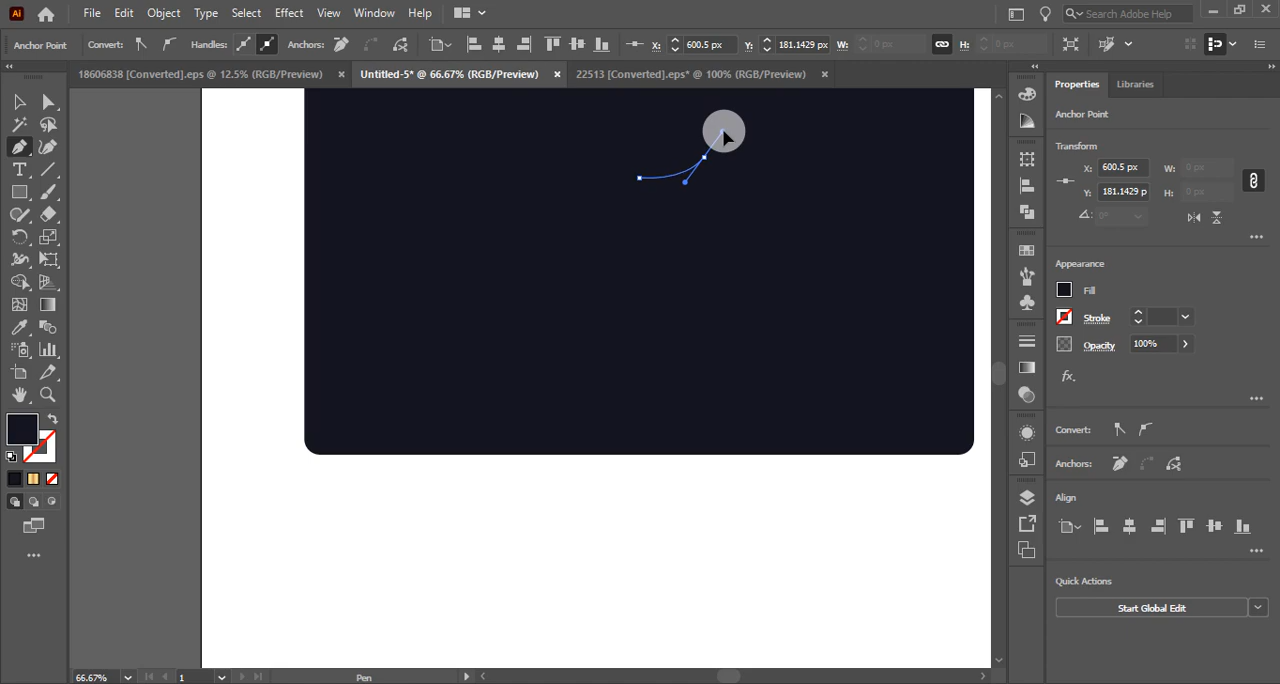 Ai File Edit Object Type Select Effect View Window Help Search Adobe Help
Anchor Point Convert: Handles: Anchors: X: 600.5 px Y: 181.1429 px W: 0 px H: 0 px
18606838 [Converted].eps @ 12.5% (RGB/Preview) × Untitled-5* @ 66.67% (RGB/Preview) × 22513 [Converted].eps* @ 100% (RGB/Preview) ×
Properties Libraries
Anchor Point
Transform
X: 600.5 px W: 0 px
Y: 181.1429 p H: 0 px
0°
Appearance
Fill
Stroke
Opacity 100%
fx.
Convert:
Anchors:
Align
Quick Actions
Start Global Edit
66.67% 1 Pen